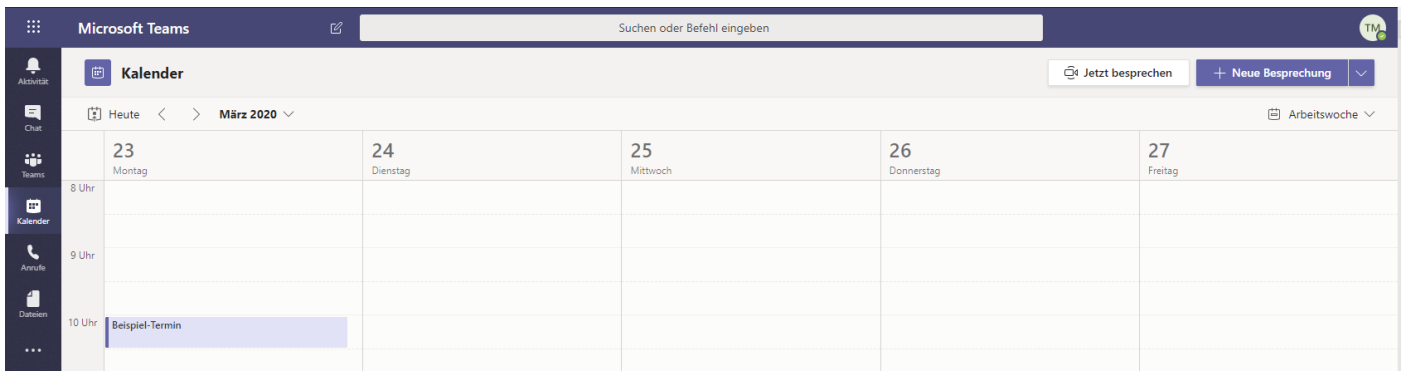 Microsoft Teams
Suchen oder Befehl eingeben
TM
Aktivität
Chat
Teams
Kalender
Anrufe
Dateien
Kalender
Jetzt besprechen
Neue Besprechung
Heute
März 2020
Arbeitswoche
23
Montag
24
Dienstag
25
Mittwoch
26
Donnerstag
27
Freitag
8 Uhr
9 Uhr
10 Uhr
Beispiel-Termin